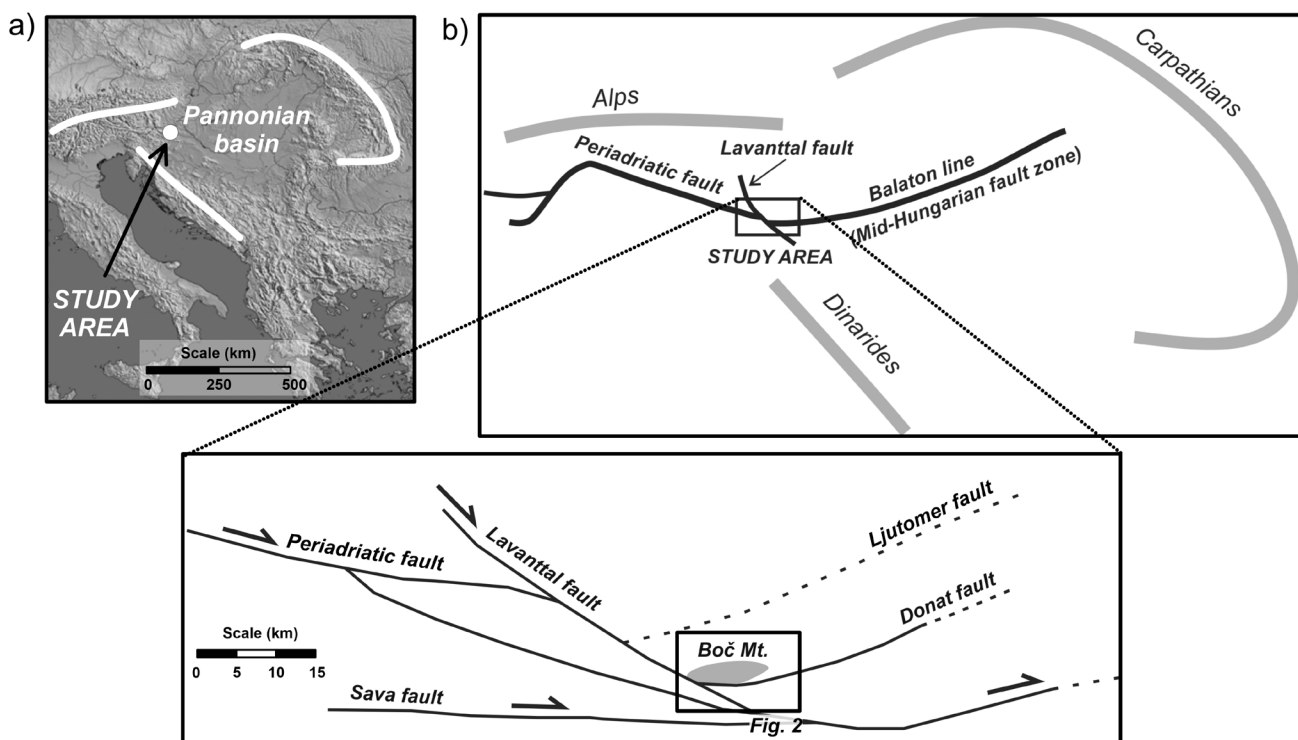 a)
Pannonian
basin
STUDY
AREA
Scale (km)
0 250 500
b)
Alps
Carpathians
Lavanttal fault
Periadriatic fault
Balaton line
(Mid-Hungarian fault zone)
STUDY AREA
Dinarides
Periadriatic fault
Lavanttal fault
Ljutomer fault
Donat fault
Boč Mt.
Scale (km)
0 5 10 15
Sava fault
Fig. 2